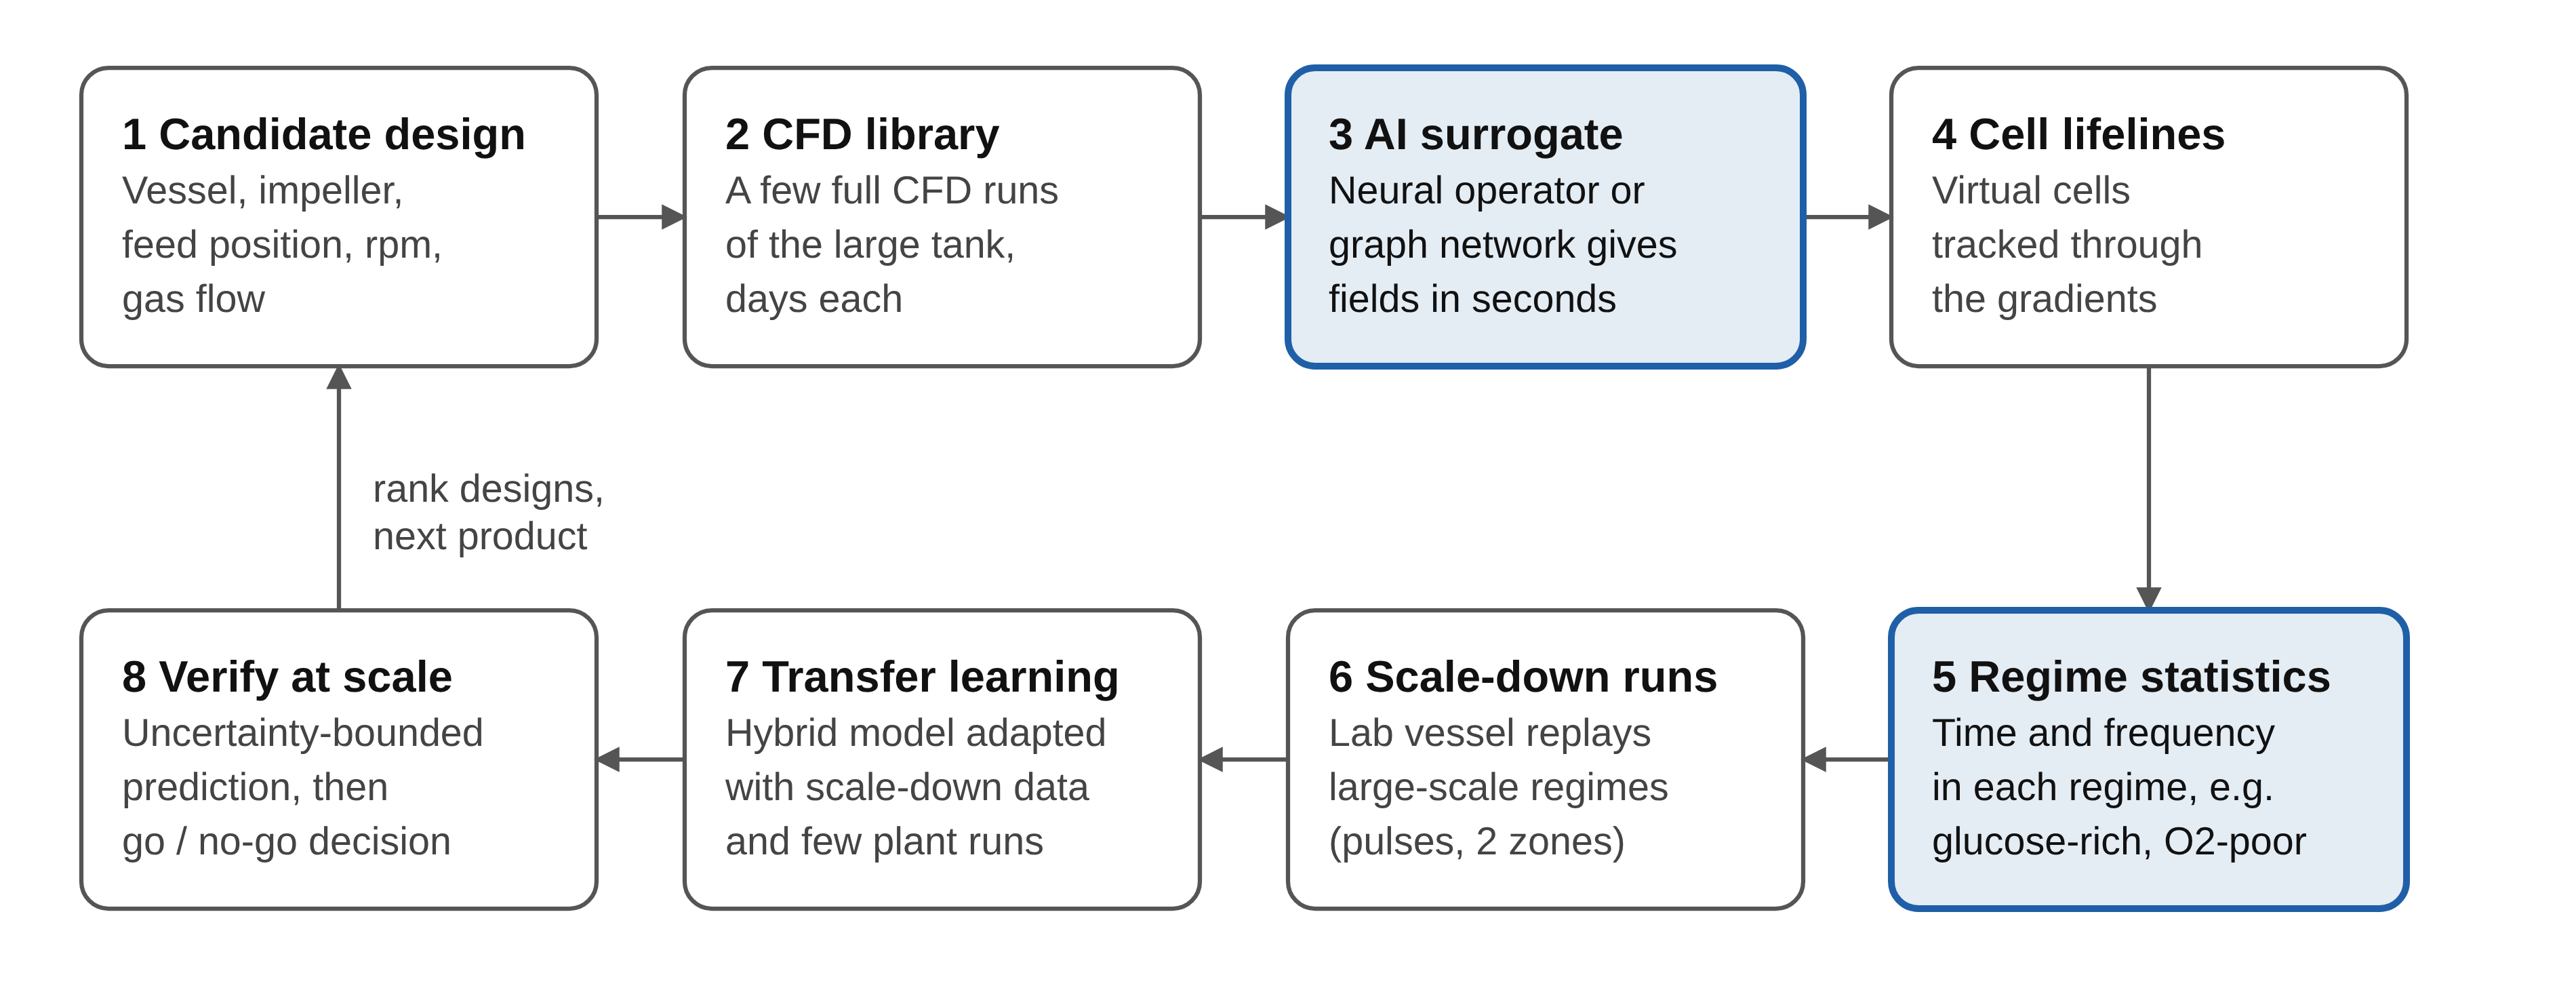 1 Candidate design
Vessel, impeller,
feed position, rpm,
gas flow
2 CFD library
A few full CFD runs
of the large tank,
days each
3 AI surrogate
Neural operator or
graph network gives
fields in seconds
4 Cell lifelines
Virtual cells
tracked through
the gradients
rank designs,
next product
8 Verify at scale
Uncertainty-bounded
prediction, then
go / no-go decision
7 Transfer learning
Hybrid model adapted
with scale-down data
and few plant runs
6 Scale-down runs
Lab vessel replays
large-scale regimes
(pulses, 2 zones)
5 Regime statistics
Time and frequency
in each regime, e.g.
glucose-rich, O2-poor